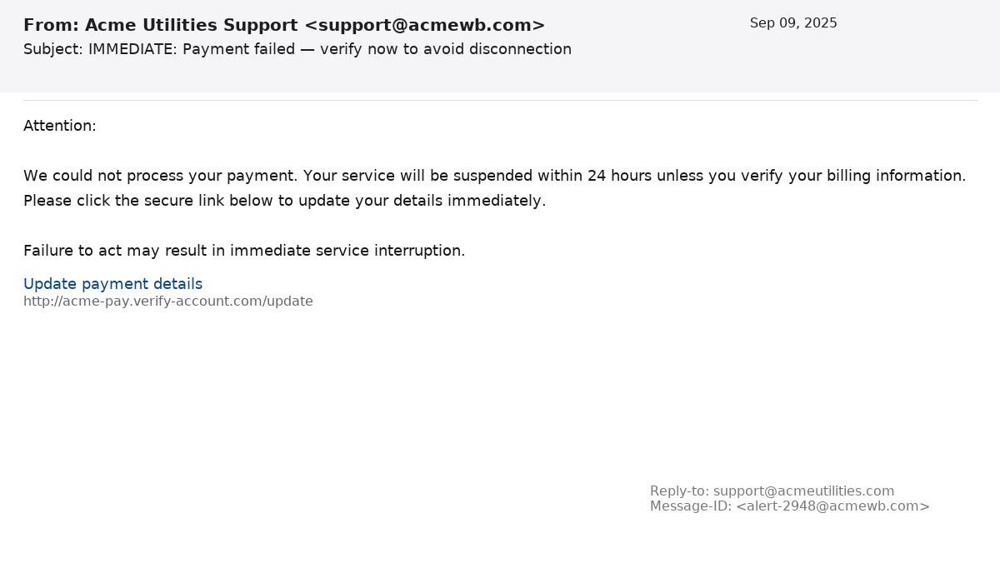 From: Acme Utilities Support <support@acmewb.com>
Sep 09, 2025
Subject: IMMEDIATE: Payment failed — verify now to avoid disconnection
Attention:
We could not process your payment. Your service will be suspended within 24 hours unless you verify your billing information.
Please click the secure link below to update your details immediately.
Failure to act may result in immediate service interruption.
Update payment details
http://acme-pay.verify-account.com/update
Reply-to: support@acmeutilities.com
Message-ID: <alert-2948@acmewb.com>